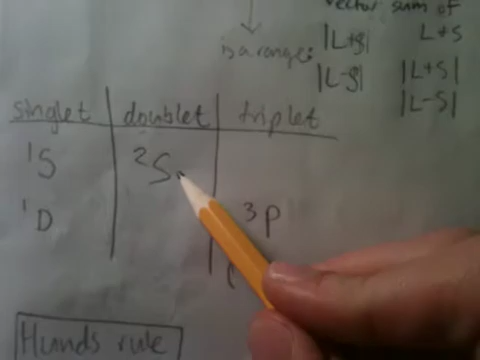 vector sum of
L+S
is a range: |L+S|
|L-S| |L+S|
|L-S|
singlet doublet triplet
¹S ²S
¹D ³P
Hunds rule